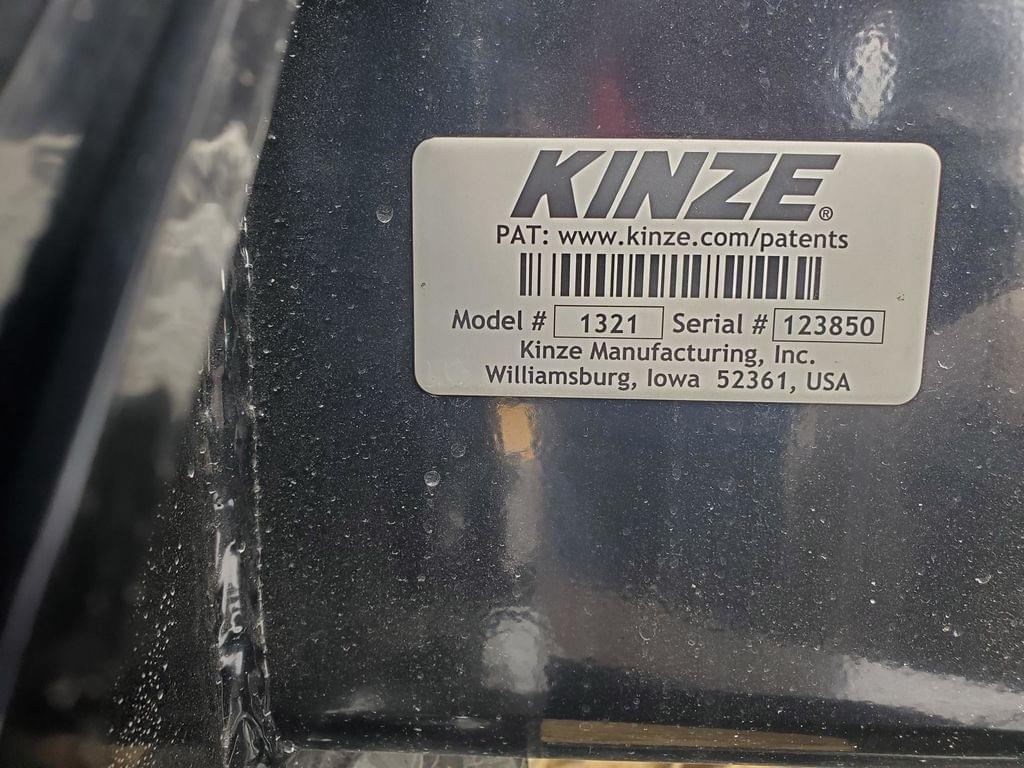 KINZE®
PAT: www.kinze.com/patents
Model # 1321 Serial # 123850
Kinze Manufacturing, Inc.
Williamsburg, Iowa 52361, USA